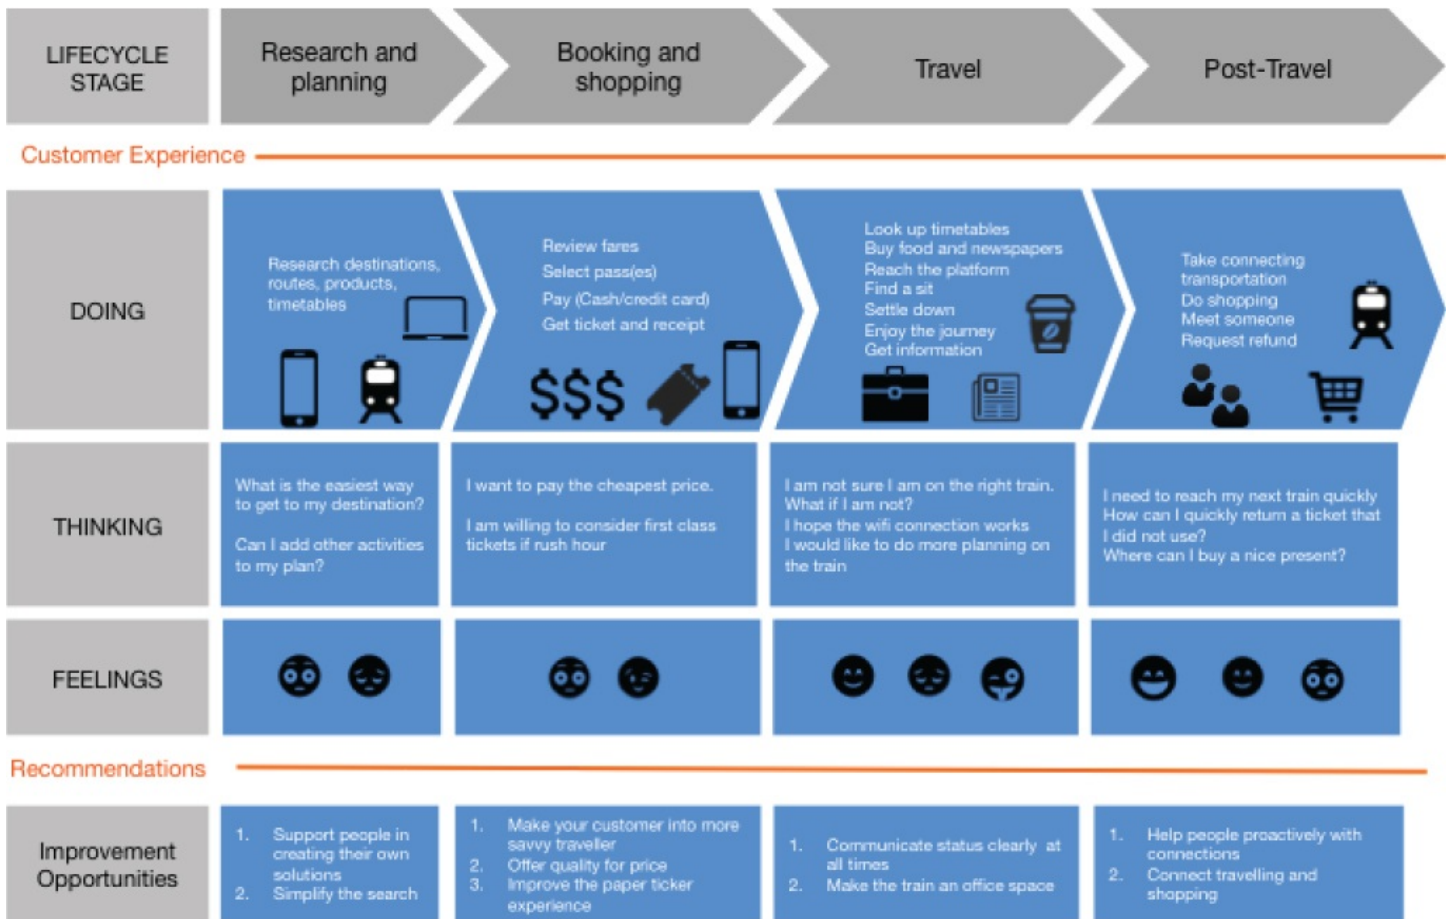 LIFECYCLE
STAGE
Research and
planning
Booking and
shopping
Travel
Post-Travel
Customer Experience
DOING
Research destinations,
routes, products,
timetables
Review fares
Select pass(es)
Pay (Cash/credit card)
Get ticket and receipt
$$$
Look up timetables
Buy food and newspapers
Reach the platform
Find a sit
Settle down
Enjoy the journey
Get information
Take connecting
transportation
Do shopping
Meet someone
Request refund
THINKING
What is the easiest way
to get to my destination?
Can I add other activities
to my plan?
I want to pay the cheapest price.
I am willing to consider first class
tickets if rush hour
I am not sure I am on the right train.
What if I am not?
I hope the wifi connection works
I would like to do more planning on
the train
I need to reach my next train quickly
How can I quickly return a ticket that
I did not use?
Where can I buy a nice present?
FEELINGS
Recommendations
Improvement
Opportunities
1. Support people in
creating their own
solutions
2. Simplify the search
1. Make your customer into more
savvy traveller
2. Offer quality for price
3. Improve the paper ticker
experience
1. Communicate status clearly at
all times
2. Make the train an office space
1. Help people proactively with
connections
2. Connect travelling and
shopping